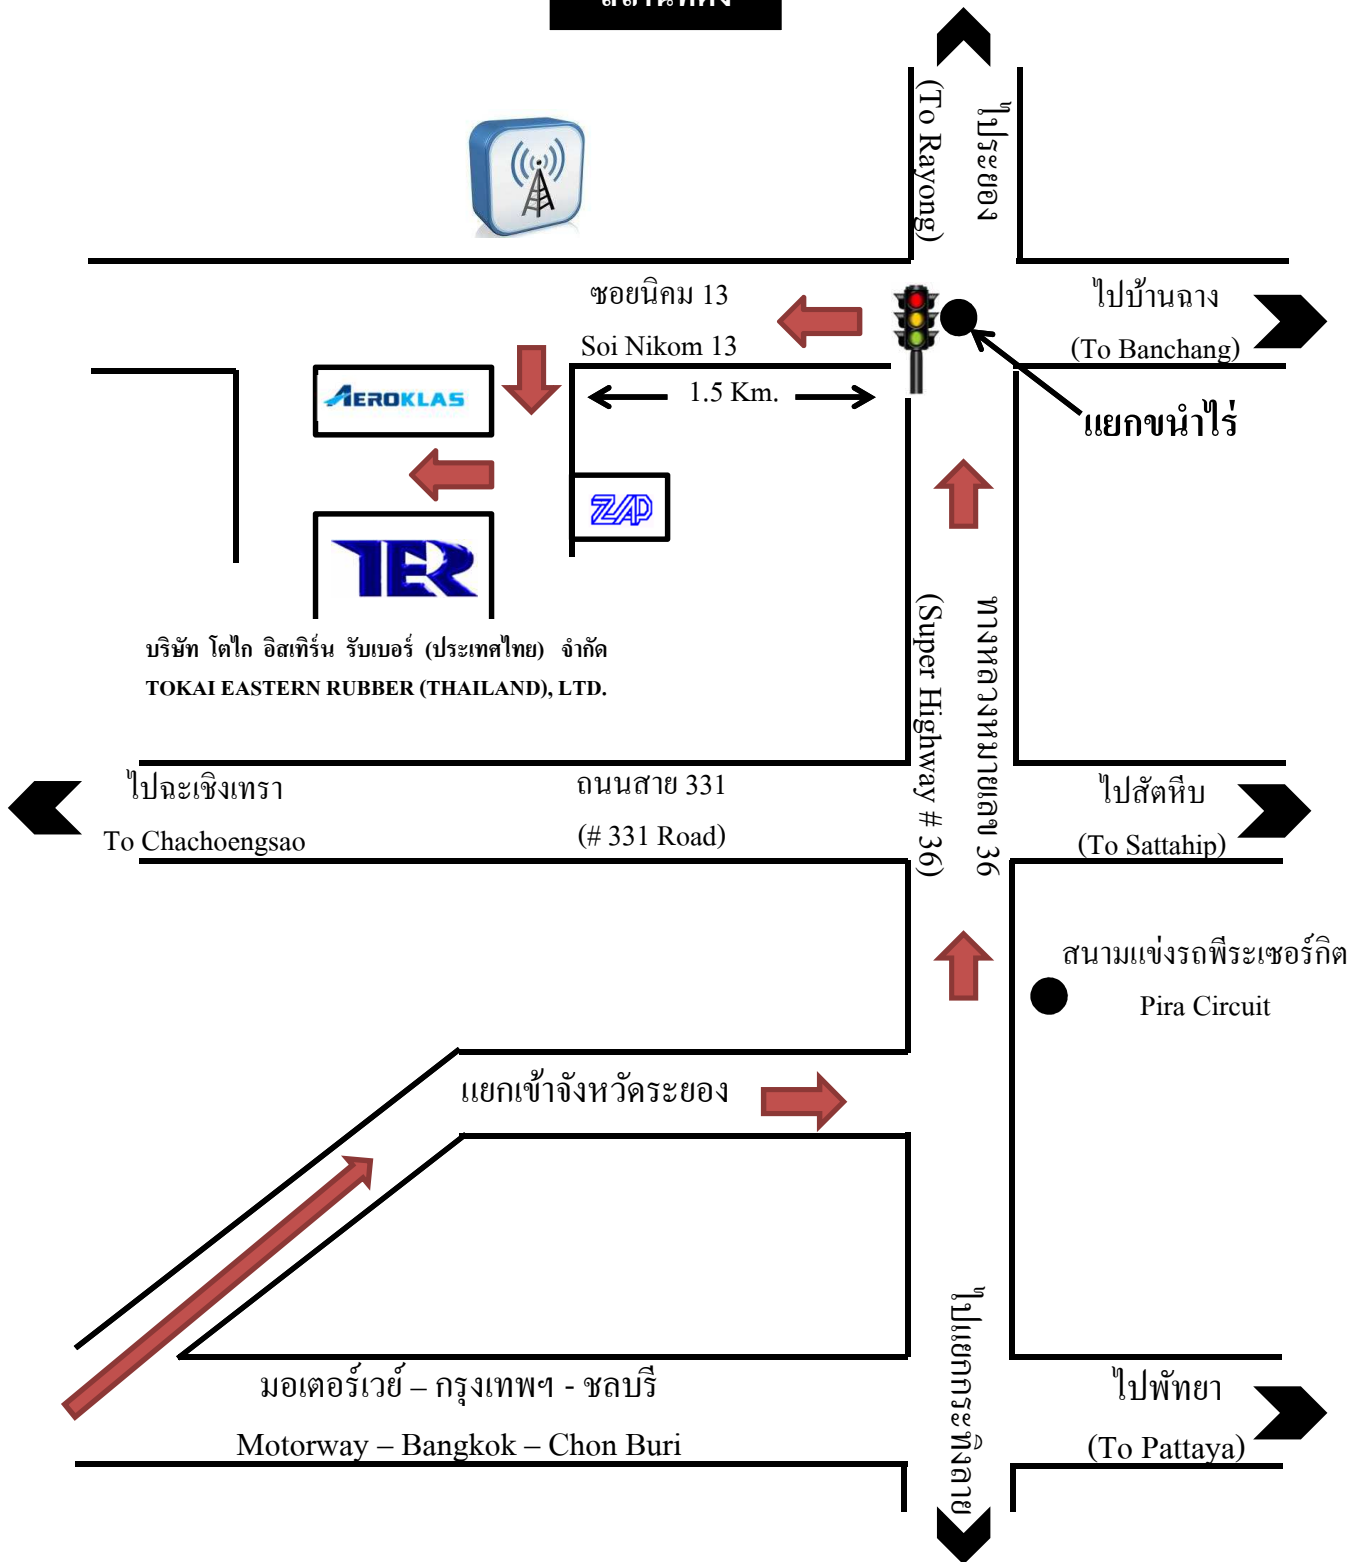 (To Rayong)
ไประยอง
ซอยนิคม 13
Soi Nikom 13
ไปบ้านฉาง
(To Banchang)
1.5 Km.
แยกขนำไร่
AEROKLAS
ZAP
TER
บริษัท โตไก อิสเทิร์น รับเบอร์ (ประเทศไทย) จำกัด
TOKAI EASTERN RUBBER (THAILAND), LTD.
(Super Highway # 36)
ทางหลวงหมายเลข 36
ไปฉะเชิงเทรา
To Chachoengsao
ถนนสาย 331
(# 331 Road)
ไปสัตหีบ
(To Sattahip)
สนามแข่งรถพีระเซอร์กิต
Pira Circuit
แยกเข้าจังหวัดระยอง
มอเตอร์เวย์ – กรุงเทพฯ - ชลบุรี
Motorway – Bangkok – Chon Buri
ไปแยกกระทิงลาย
ไปพัทยา
(To Pattaya)